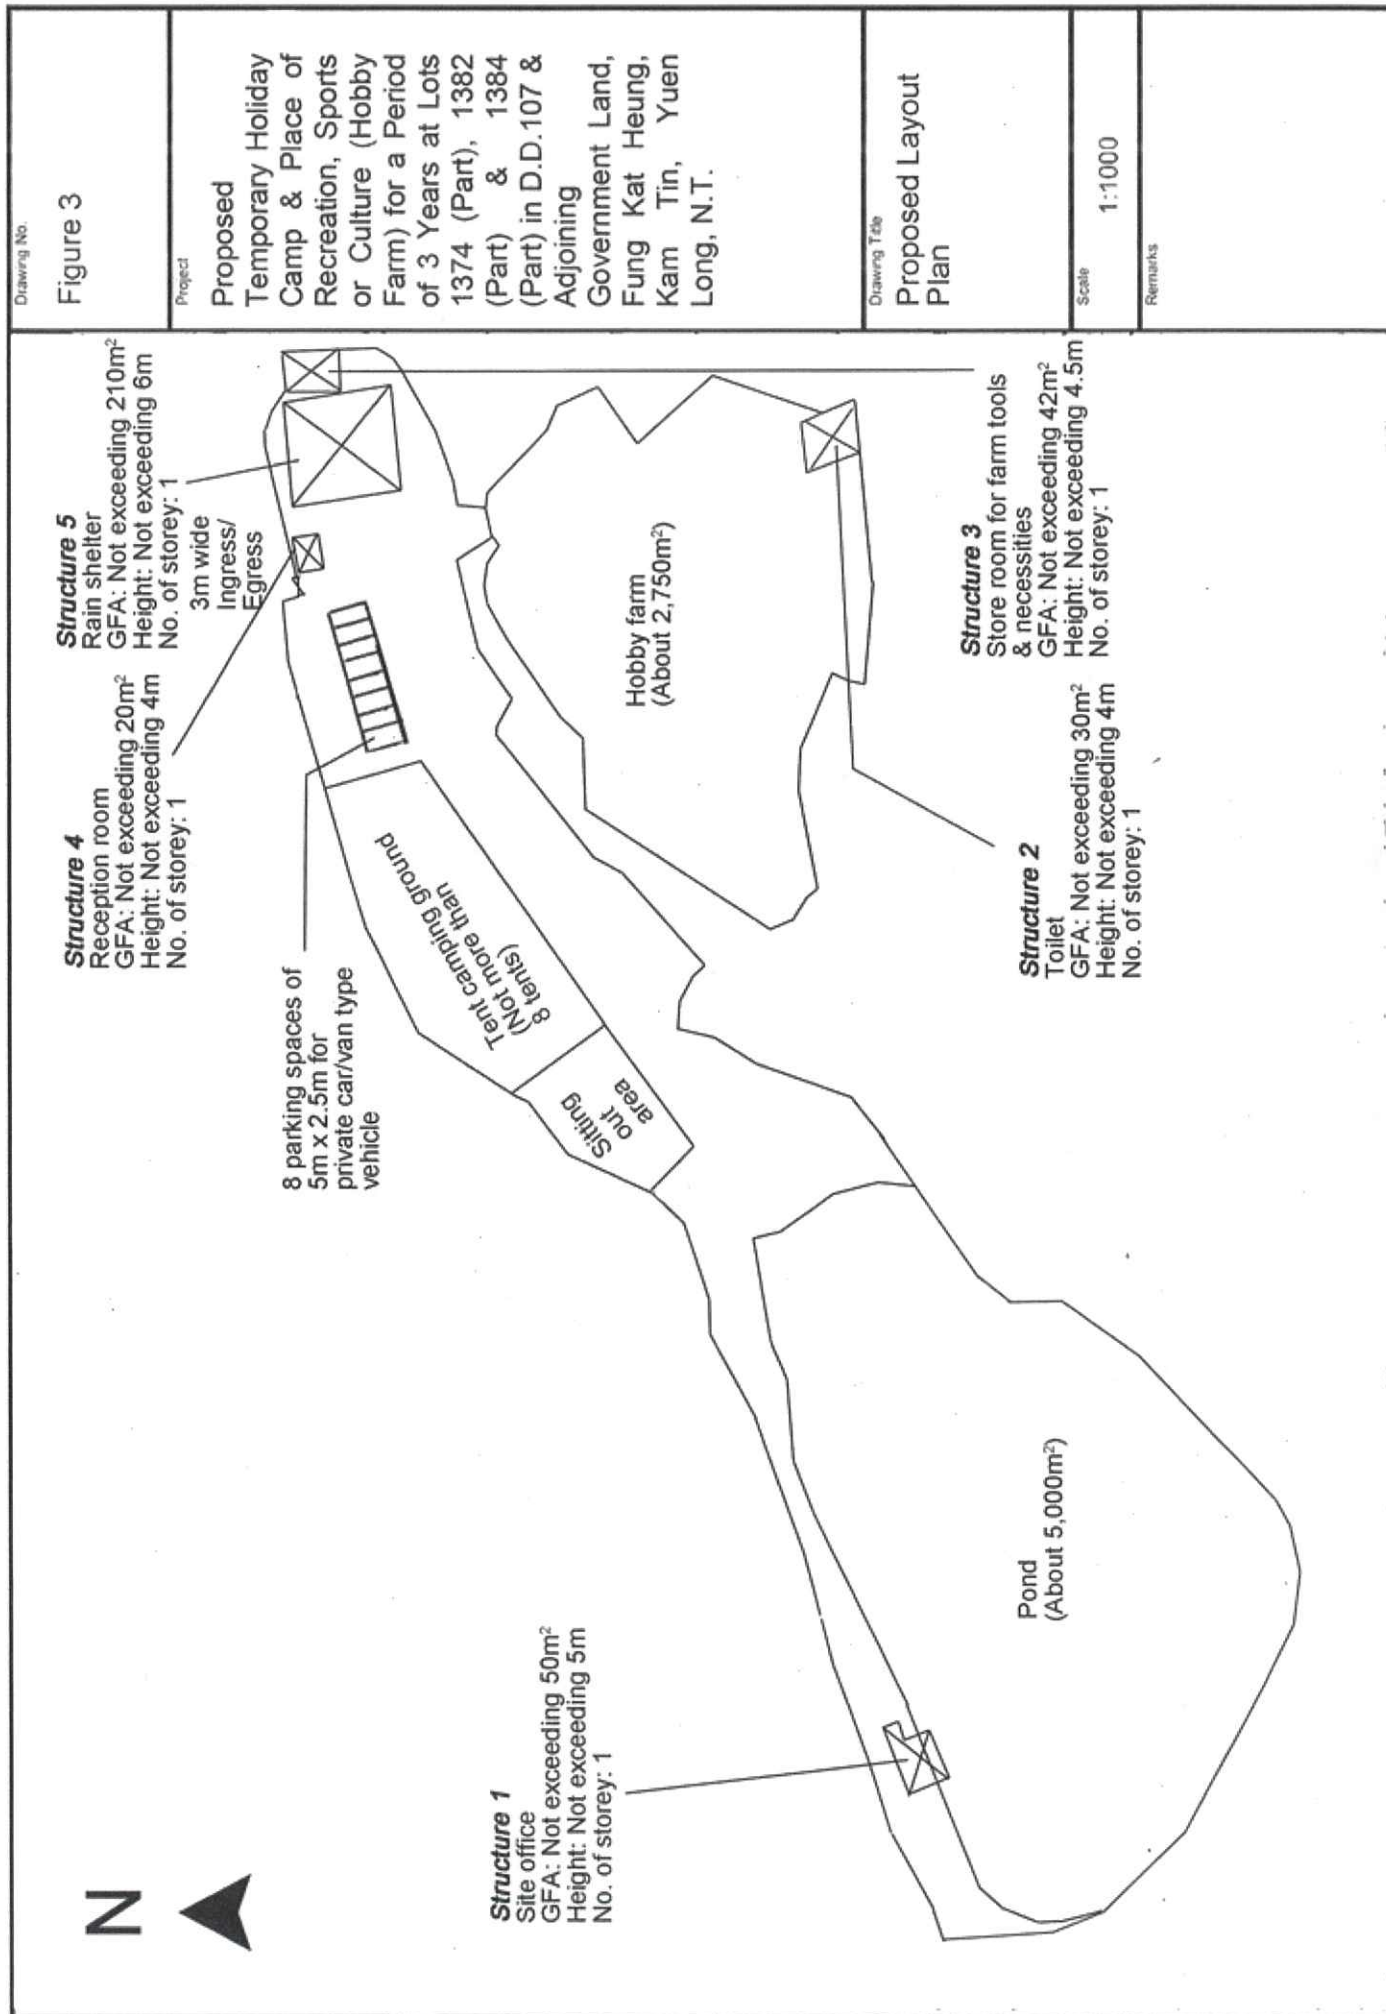 N
Structure 4
Reception room
GFA: Not exceeding 20m²
Height: Not exceeding 4m
No. of storey: 1
Structure 5
Rain shelter
GFA: Not exceeding 210m²
Height: Not exceeding 6m
No. of storey: 1
3m wide
Ingress/
Egress
8 parking spaces of
5m x 2.5m for
private car/van type
vehicle
Tent camping ground
(Not more than
8 tents)
Sitting
out
area
Structure 1
Site office
GFA: Not exceeding 50m²
Height: Not exceeding 5m
No. of storey: 1
Hobby farm
(About 2,750m²)
Pond
(About 5,000m²)
Structure 2
Toilet
GFA: Not exceeding 30m²
Height: Not exceeding 4m
No. of storey: 1
Structure 3
Store room for farm tools
& necessities
GFA: Not exceeding 42m²
Height: Not exceeding 4.5m
No. of storey: 1
Drawing No.
Figure 3
Project
Proposed
Temporary Holiday
Camp & Place of
Recreation, Sports
or Culture (Hobby
Farm) for a Period
of 3 Years at Lots
1374 (Part), 1382
(Part) & 1384
(Part) in D.D.107 &
Adjoining
Government Land,
Fung Kat Heung,
Kam Tin, Yuen
Long, N.T.
Drawing Title
Proposed Layout
Plan
Scale
1:1000
Remarks